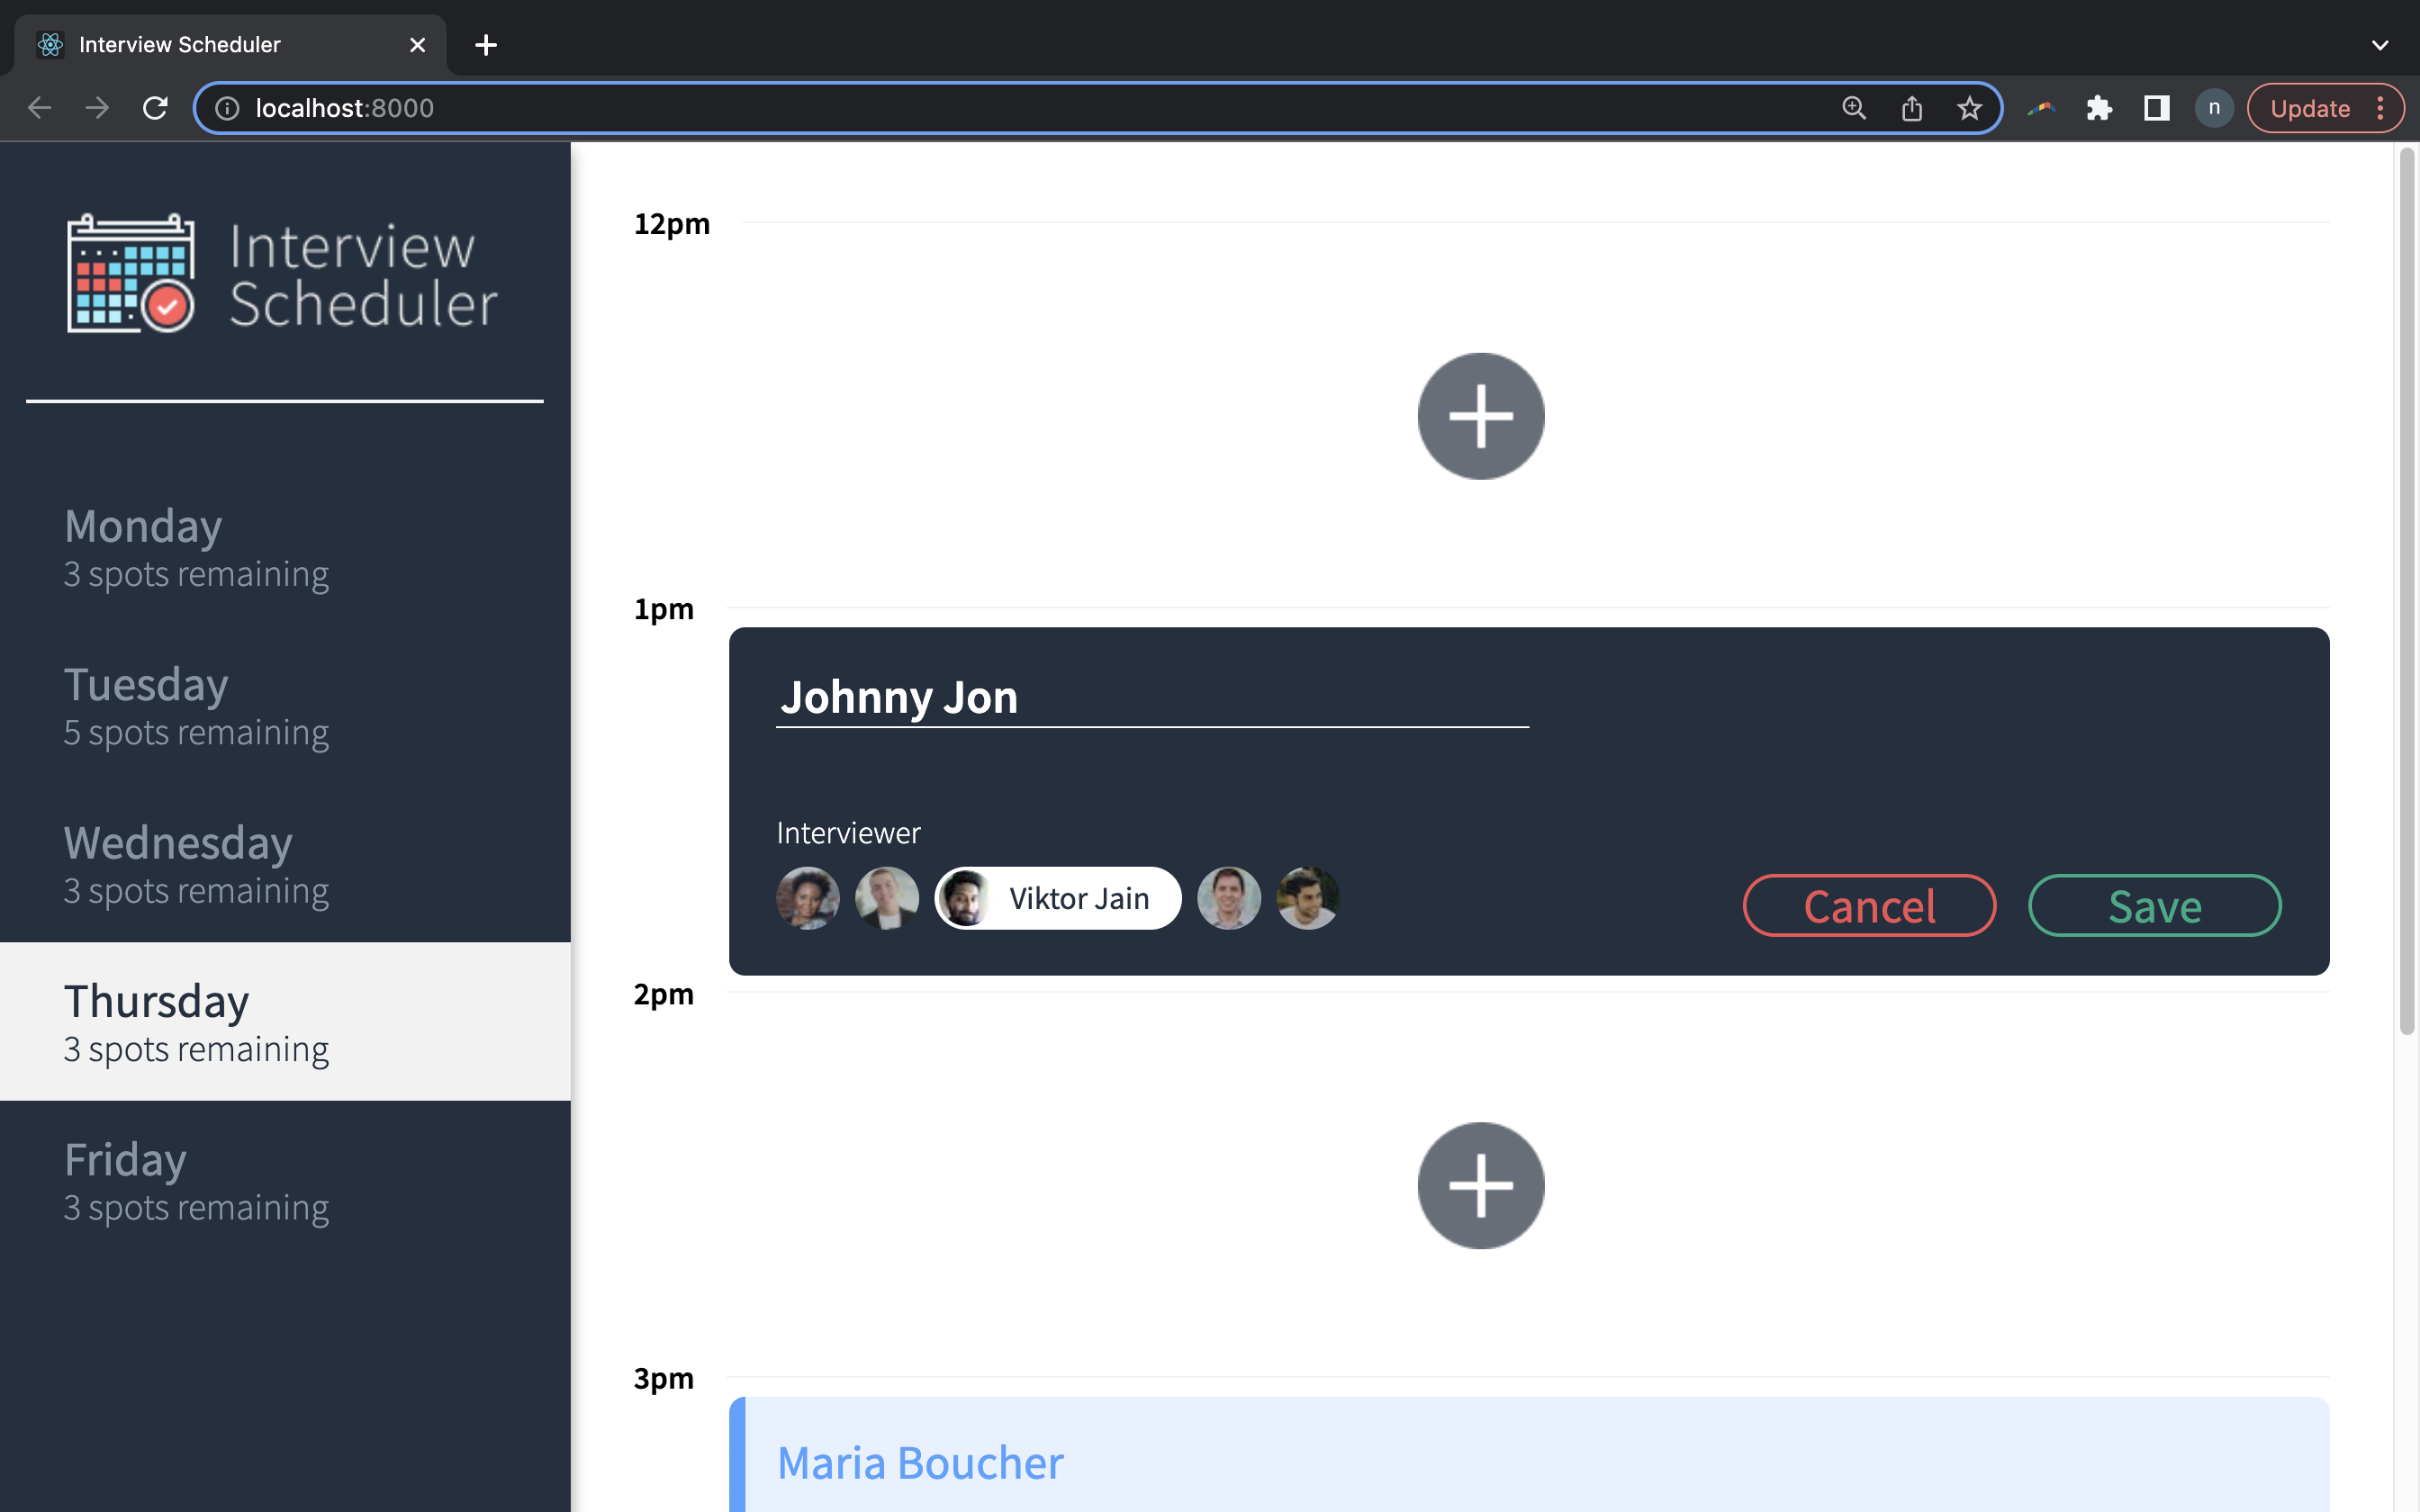 Interview Scheduler
localhost:8000
n
Update
Interview
Scheduler
Monday
3 spots remaining
Tuesday
5 spots remaining
Wednesday
3 spots remaining
Thursday
3 spots remaining
Friday
3 spots remaining
12pm
1pm
Johnny Jon
Interviewer
Viktor Jain
Cancel
Save
2pm
3pm
Maria Boucher